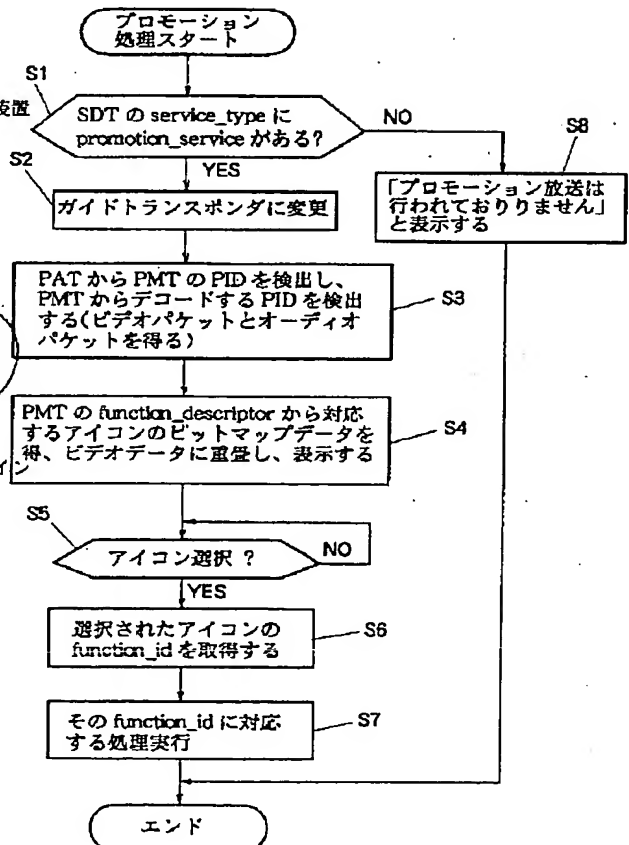 プロモーション
処理スタート
S1
装置
SDT の service_type に
promotion_service がある?
NO
S8
S2
YES
「プロモーション放送は
行われておりりません」
と表示する
ガイドトランスポンダに変更
PAT から PMT の PID を検出し、
PMT からデコードする PID を検出
する(ビデオパケットとオーディオ
パケットを得る)
S3
PMT の function_descriptor から対応
するアイコンのビットマップデータを
得、ビデオデータに重畳し、表示する
S4
イン
S5
アイコン選択 ?
NO
YES
選択されたアイコンの
function_id を取得する
S6
その function_id に対応
する処理実行
S7
エンド